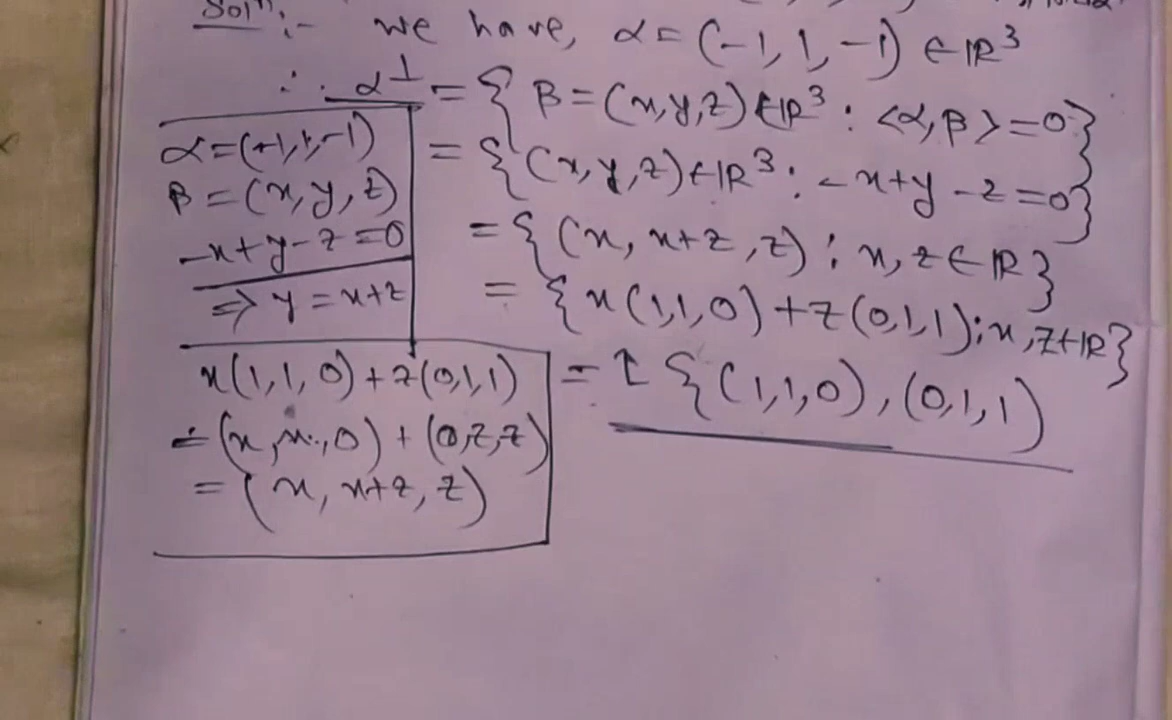 Solⁿ :- we have, α = (-1, 1, -1) ∈ ℝ³
∴ α^⊥ = { β = (x, y, z) ∈ ℝ³ : <α, β> = 0 }
= { (x, y, z) ∈ ℝ³ : -x + y - z = 0 }
= { (x, x+z, z) : x, z ∈ ℝ }
= { x(1, 1, 0) + z(0, 1, 1) ; x, z ∈ ℝ }
= { (1, 1, 0), (0, 1, 1)
α = (-1, 1, -1)
β = (x, y, z)
-x + y - z = 0
⇒ y = x + z
x(1, 1, 0) + z(0, 1, 1)
= (x, x, 0) + (0, z, z)
= (x, x+z, z)